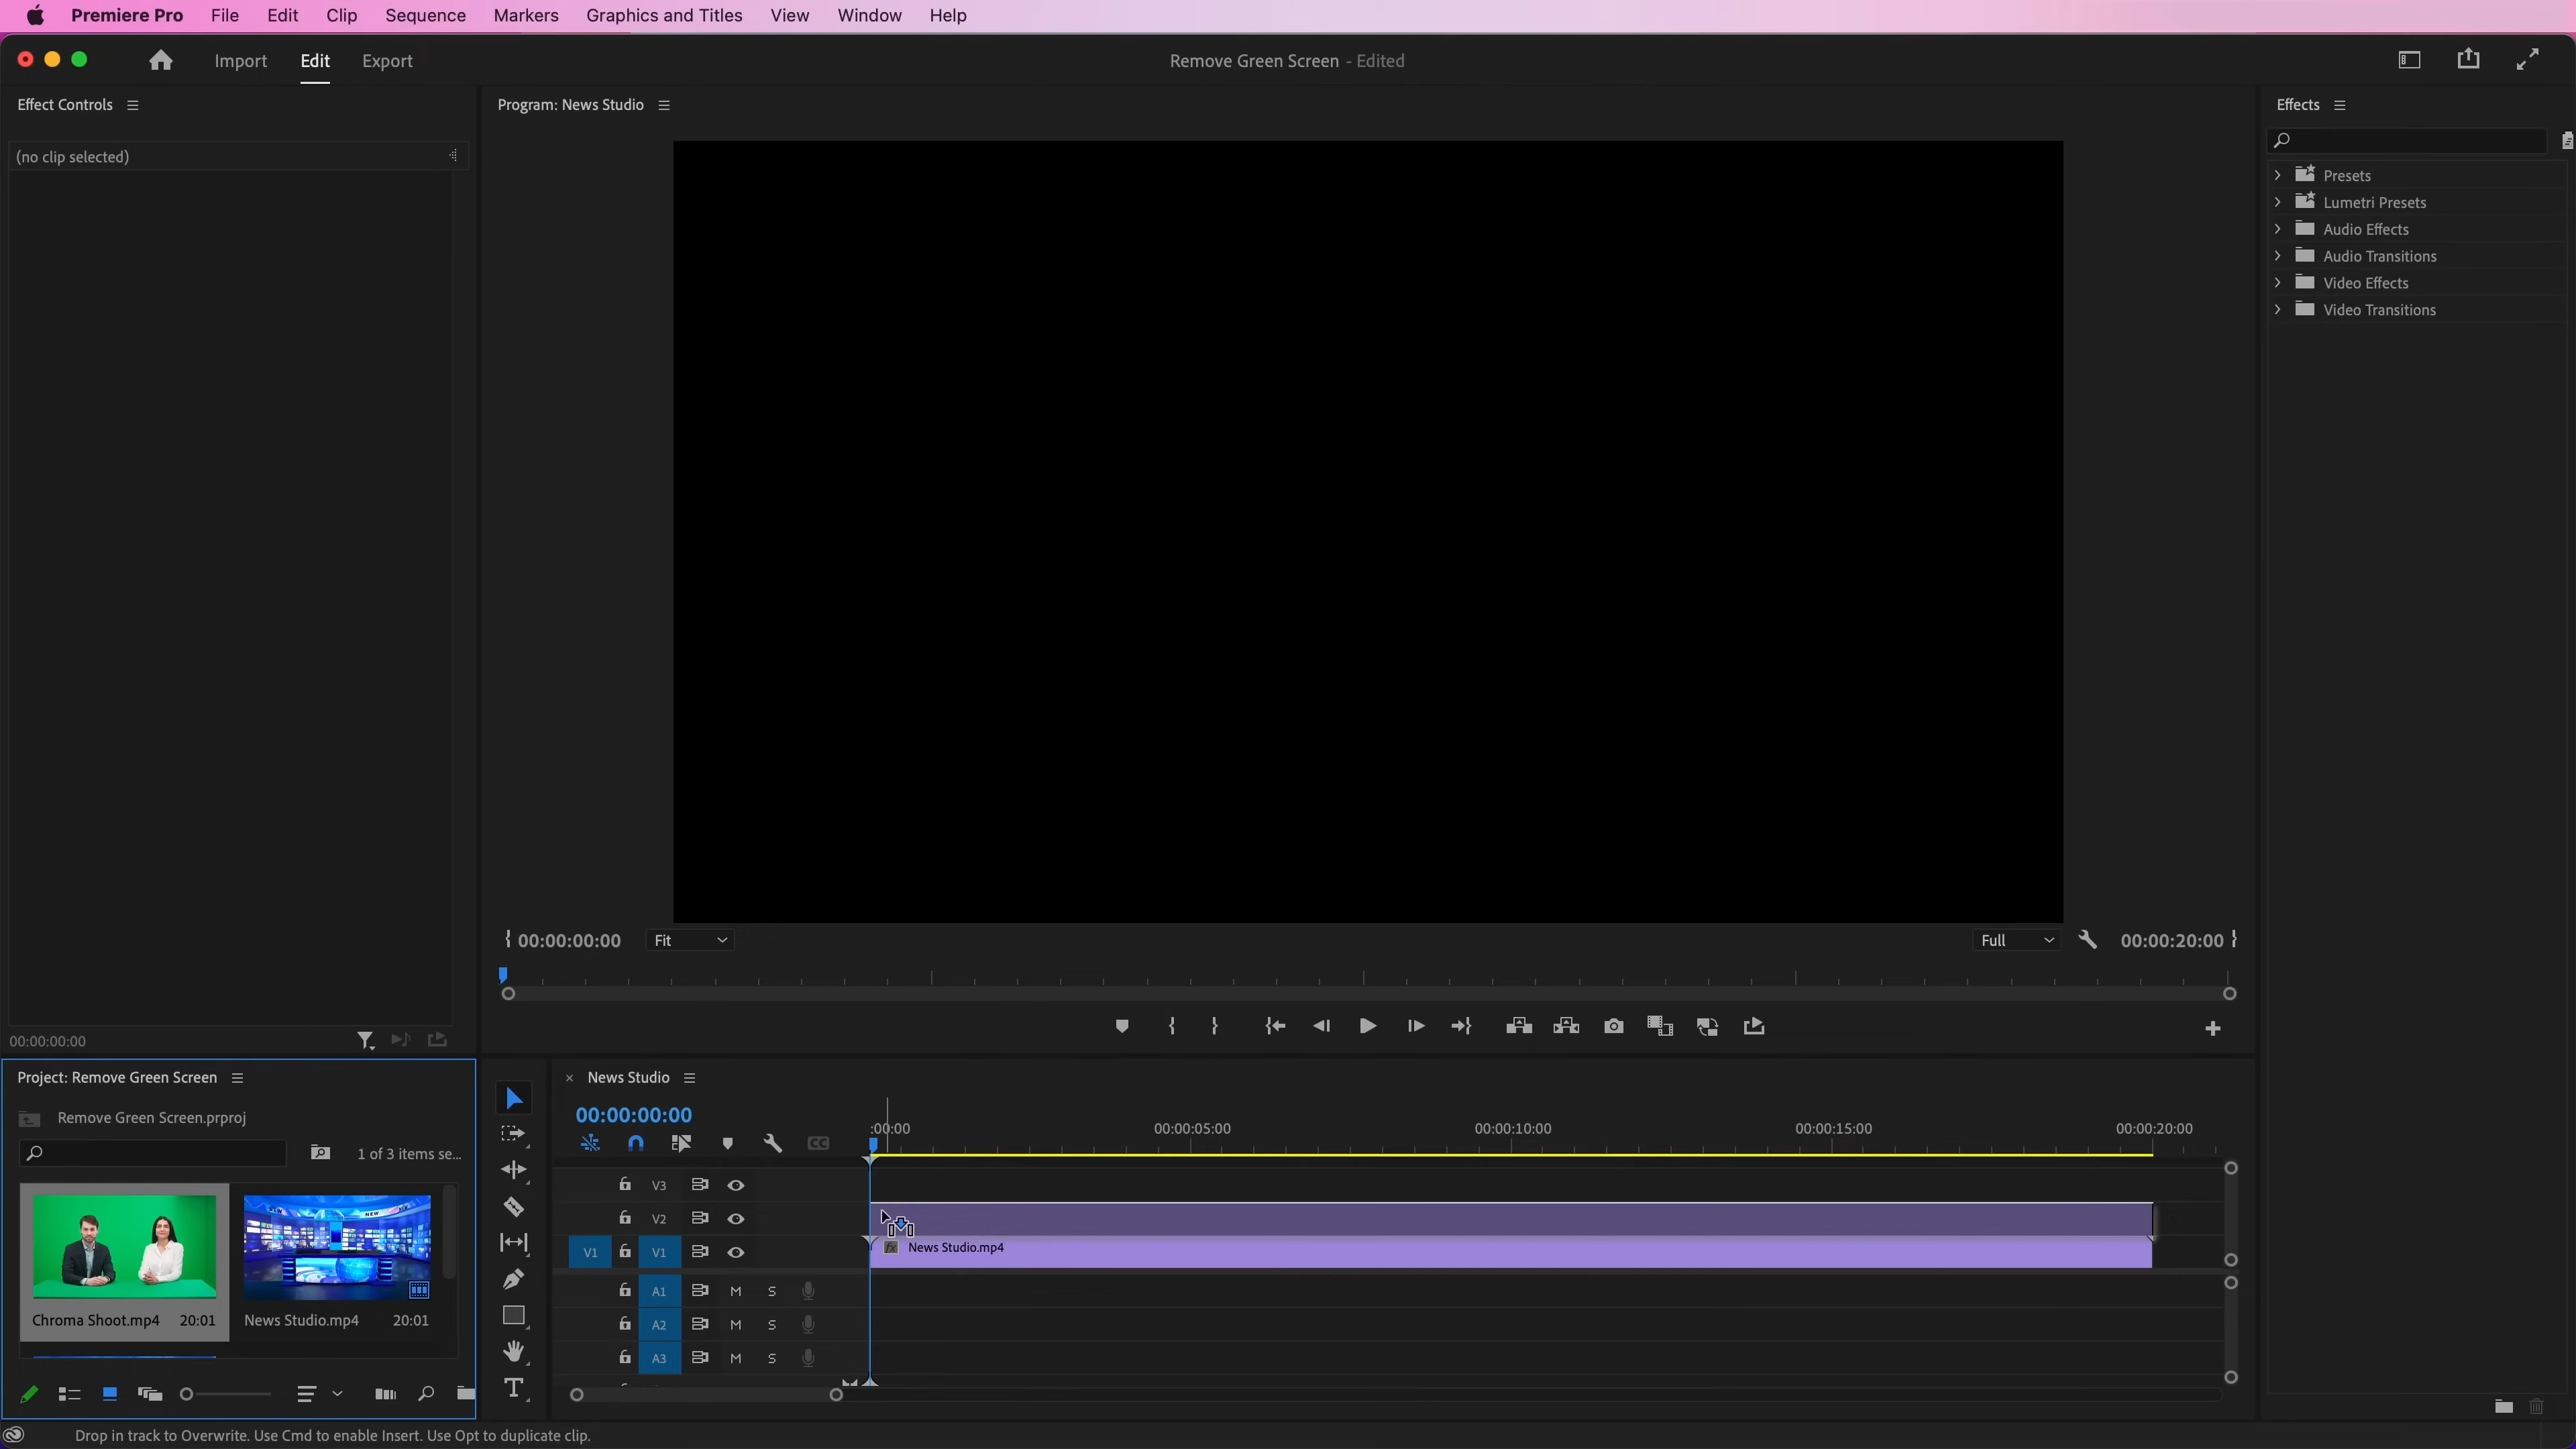 Premiere Pro File Edit Clip Sequence Markers Graphics and Titles View Window Help
Import Edit Export
Remove Green Screen - Edited
Effect Controls
(no clip selected)
00:00:00:00
Program: News Studio
00:00:00:00 Fit Full 00:00:20:00
Effects
Presets
Lumetri Presets
Audio Effects
Audio Transitions
Video Effects
Video Transitions
Project: Remove Green Screen
Remove Green Screen.prproj
1 of 3 items se...
Chroma Shoot.mp4 20:01
News Studio.mp4 20:01
News Studio
00:00:00:00
:00:00 00:00:05:00 00:00:10:00 00:00:15:00 00:00:20:00
CC
V3
V2
V1 V1
fx News Studio.mp4
A1 M S
A2 M S
A3 M S
T
Drop in track to Overwrite. Use Cmd to enable Insert. Use Opt to duplicate clip.